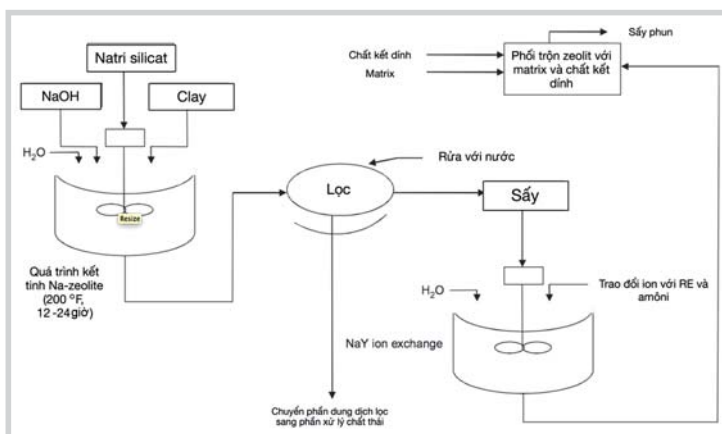 Natri silicat
NaOH
Clay
H₂O
Resize
Quá trình kết
tinh Na-zeolite
(200 °F,
12 -24giờ)
Lọc
Rửa với nước
Chuyển phần dung dịch lọc
sang phần xử lý chất thải
Sấy
H₂O
Trao đổi ion với RE và
amôni
NaY ion exchange
Chất kết dính
Matrix
Phối trộn zeolit với
matrix và chất kết
dính
Sấy phun